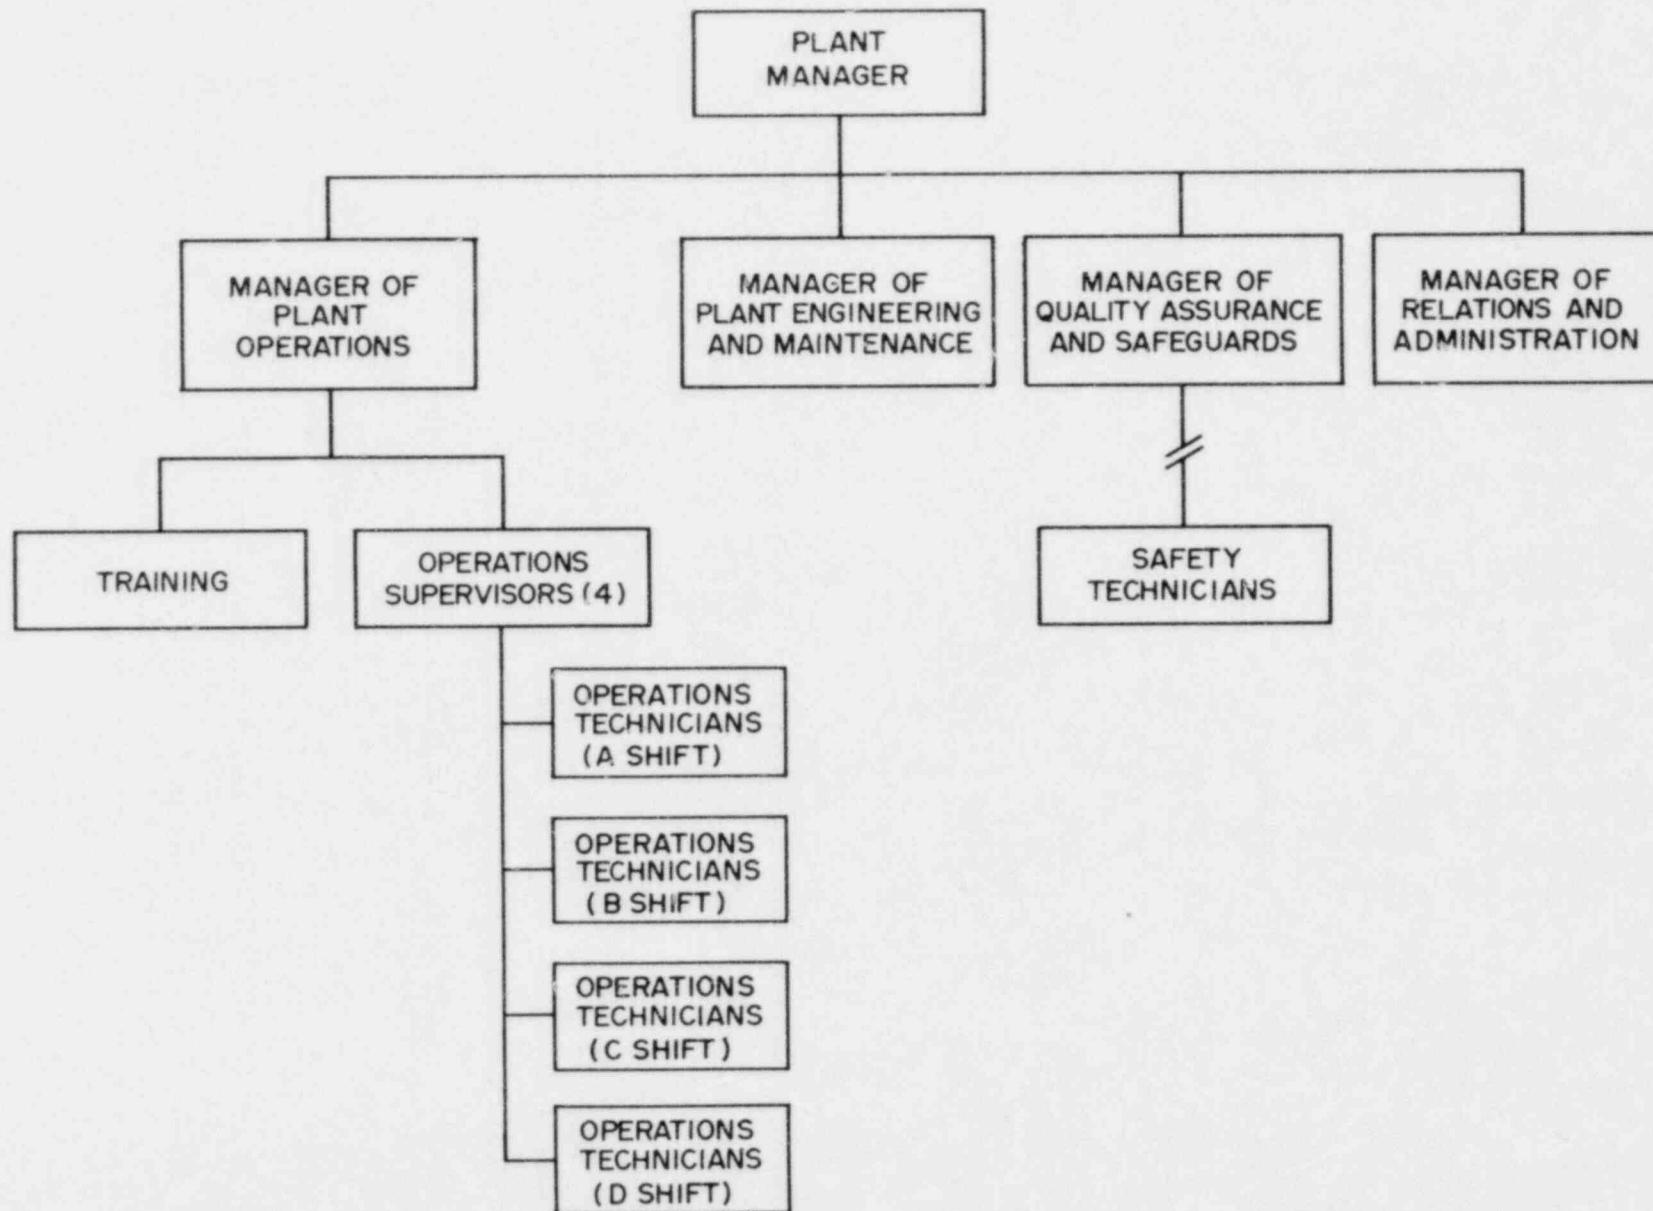 PLANT
MANAGER
MANAGER OF
PLANT
OPERATIONS
MANAGER OF
PLANT ENGINEERING
AND MAINTENANCE
MANAGER OF
QUALITY ASSURANCE
AND SAFEGUARDS
MANAGER OF
RELATIONS AND
ADMINISTRATION
TRAINING
OPERATIONS
SUPERVISORS (4)
SAFETY
TECHNICIANS
OPERATIONS
TECHNICIANS
(A SHIFT)
OPERATIONS
TECHNICIANS
(B SHIFT)
OPERATIONS
TECHNICIANS
(C SHIFT)
OPERATIONS
TECHNICIANS
(D SHIFT)